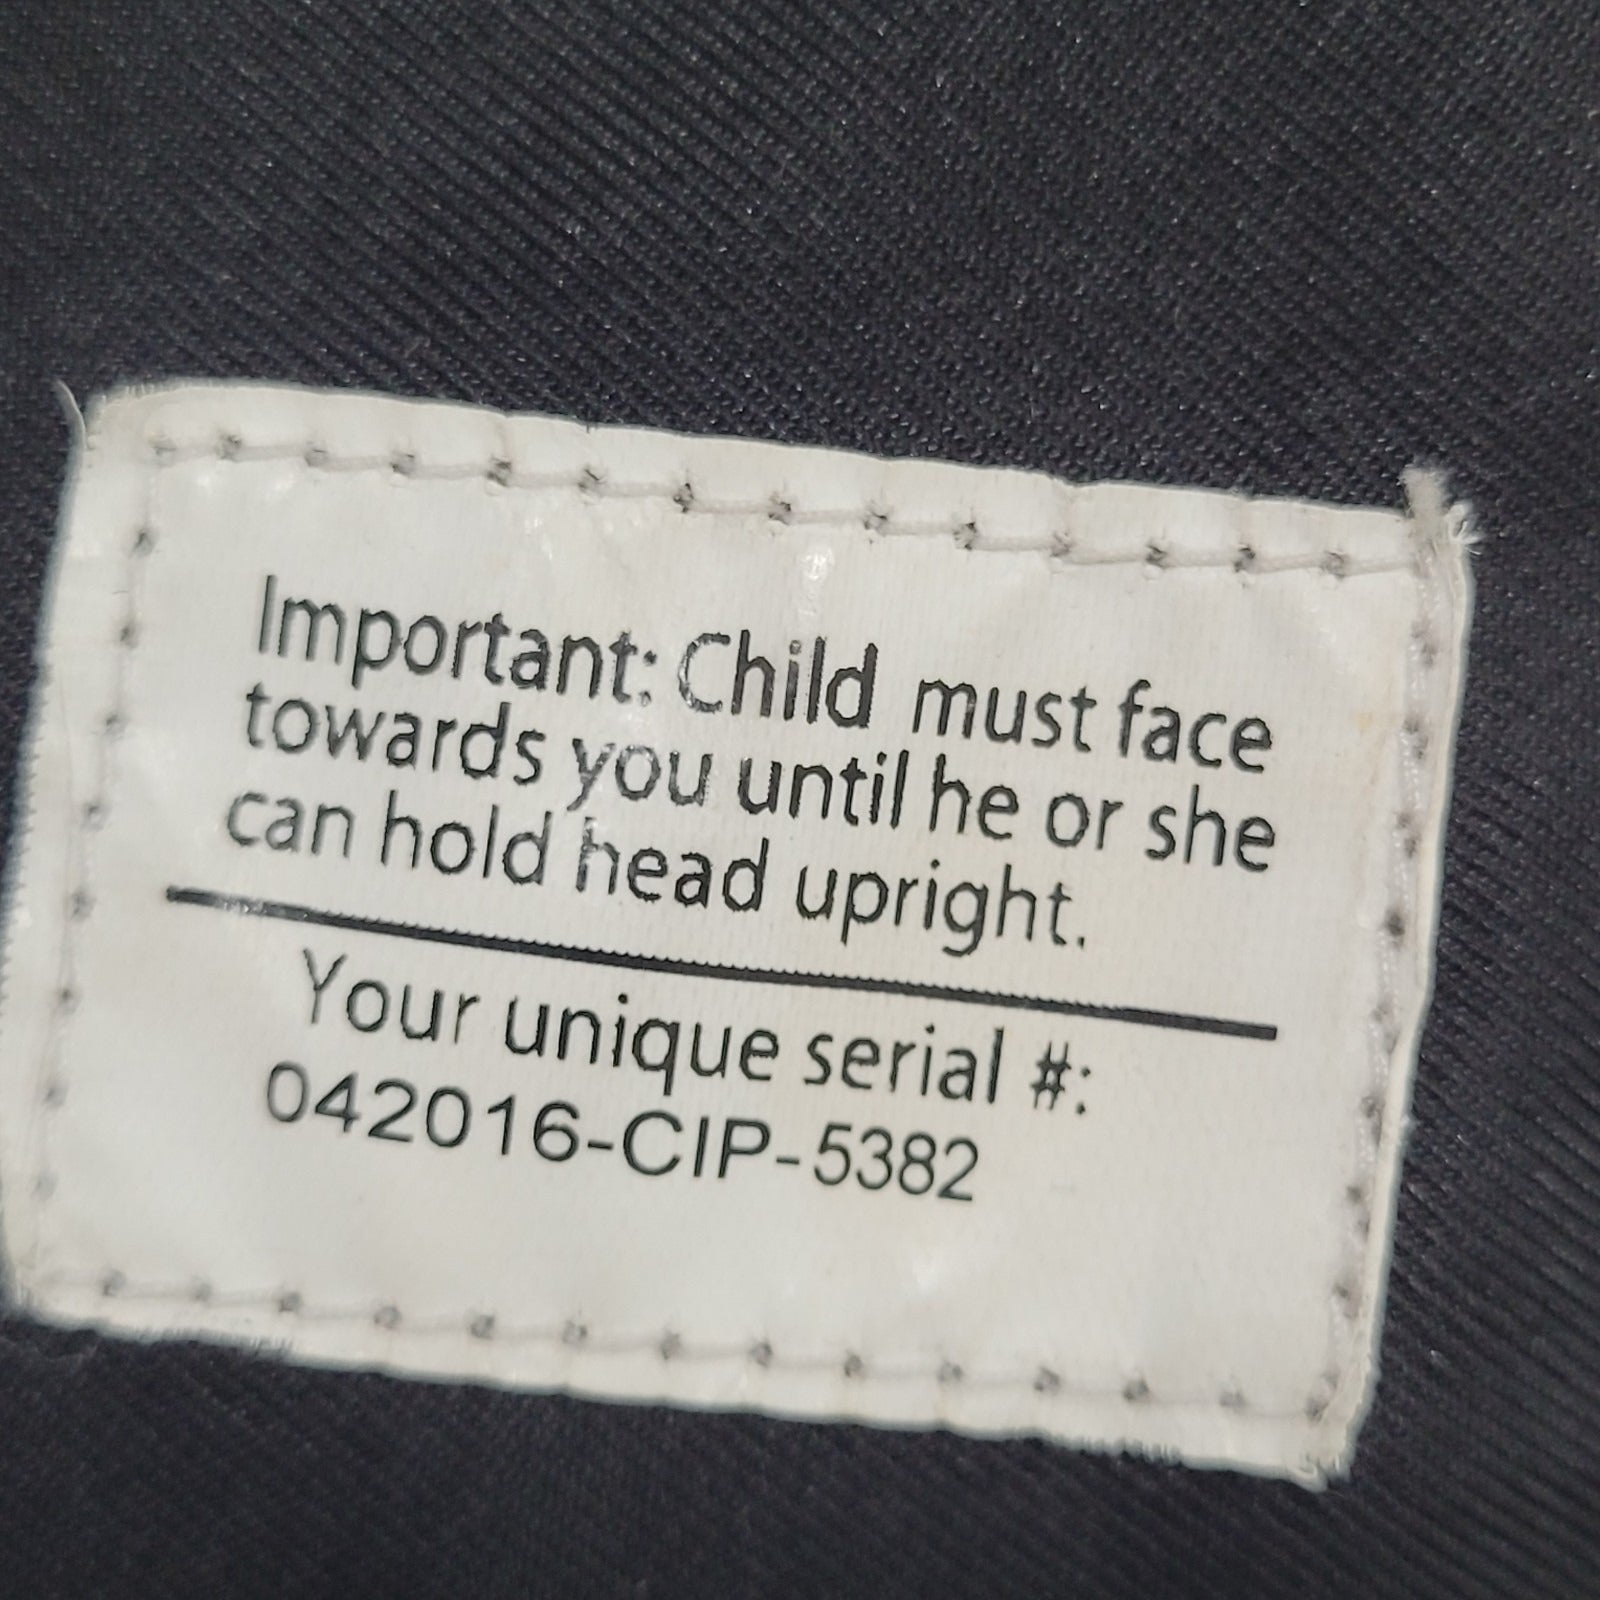 Important: Child must face
towards you until he or she
can hold head upright.
Your unique serial #:
042016-CIP-5382